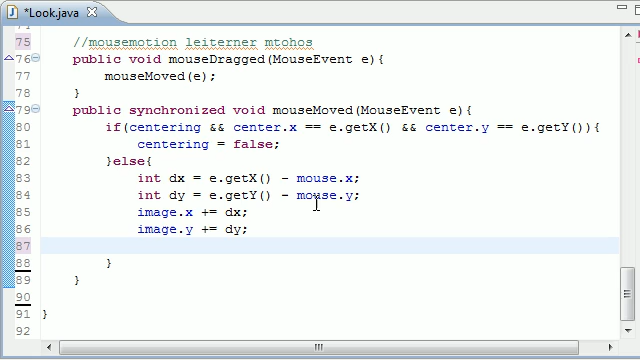 *Look.java
75 //mousemotion leiterner mtohos
76 public void mouseDragged(MouseEvent e){
77 mouseMoved(e);
78 }
79 public synchronized void mouseMoved(MouseEvent e){
80 if(centering && center.x == e.getX() && center.y == e.getY()){
81 centering = false;
82 }else{
83 int dx = e.getX() - mouse.x;
84 int dy = e.getY() - mouse.y;
85 image.x += dx;
86 image.y += dy;
87
88 }
89 }
90
91 }
92